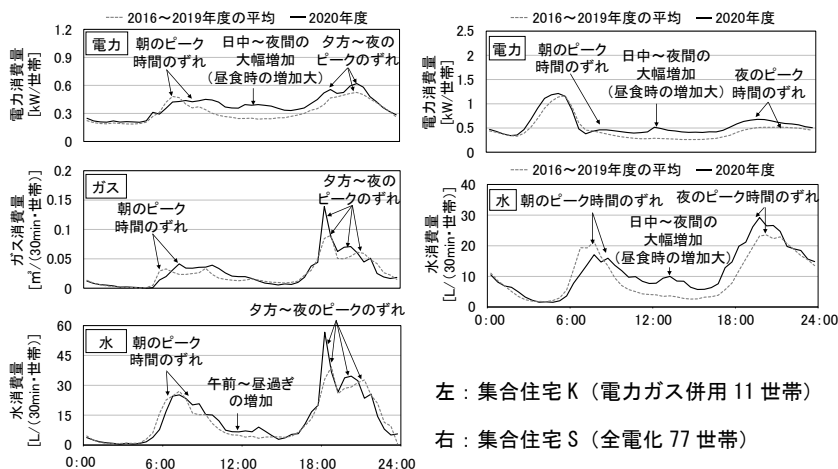 2016～2019年度の平均 2020年度
電力消費量
[kW/世帯]
1.2
0.9
0.6
0.3
0
電力
朝のピーク
時間のずれ
日中～夜間の
大幅増加
(昼食時の増加大)
夕方～夜の
ピークのずれ
ガス消費量
[m³/(30min・世帯)]
0.2
0.15
0.1
0.05
0
ガス
朝のピーク
時間のずれ
夕方～夜の
ピークのずれ
水消費量
[L/(30min・世帯)]
60
45
30
15
0
水
朝のピーク
時間のずれ
午前～昼過ぎ
の増加
夕方～夜のピークのずれ
0:00 6:00 12:00 18:00 24:00
2016～2019年度の平均 2020年度
電力消費量
[kW/世帯]
2.5
2
1.5
1
0.5
0
電力
朝のピーク
時間のずれ
日中～夜間の
大幅増加
(昼食時の増加大)
夜のピーク
時間のずれ
2016～2019年度の平均 2020年度
水消費量
[L/(30min・世帯)]
40
30
20
10
0
水
朝のピーク時間のずれ
日中～夜間の
大幅増加
(昼食時の増加大)
夜のピーク時間のずれ
0:00 6:00 12:00 18:00 24:00
左：集合住宅K（電力ガス併用11世帯）
右：集合住宅S（全電化77世帯）